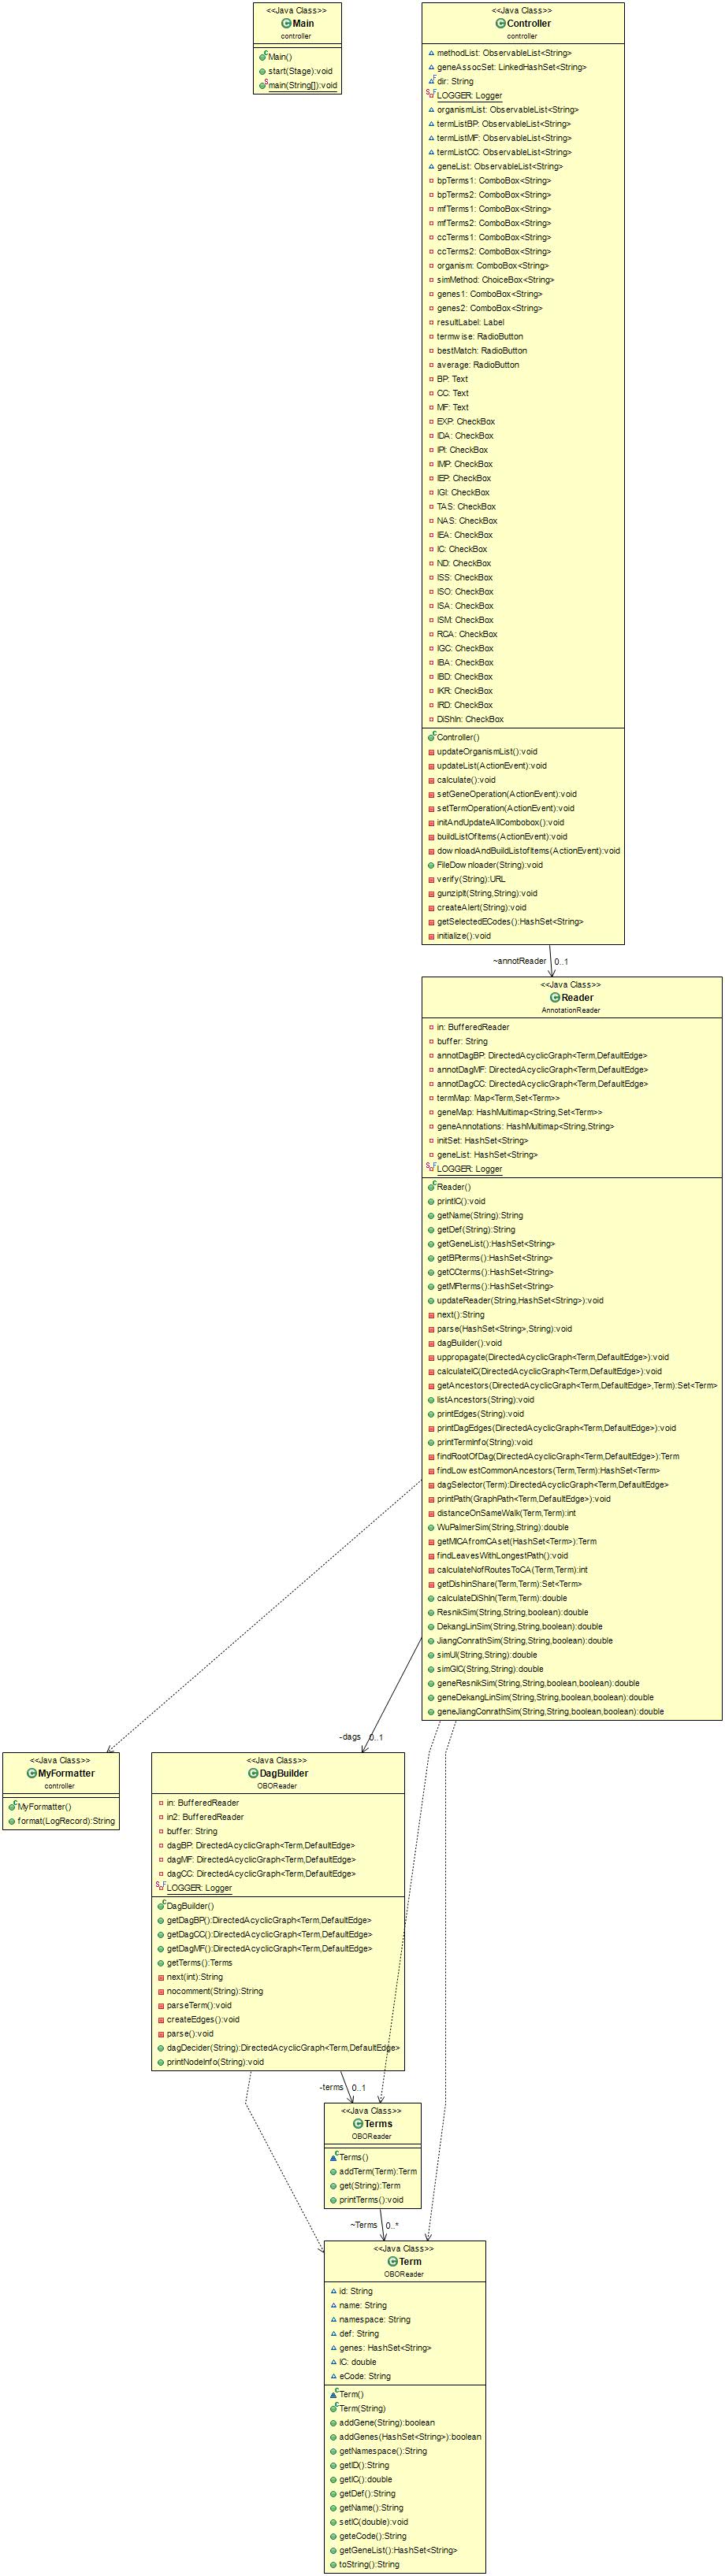 <<Java Class>>
Main
controller
Main()
start(Stage):void
main(String[]):void
<<Java Class>>
Controller
controller
methodList: ObservableList<String>
geneAssocSet: LinkedHashSet<String>
dir: String
LOGGER: Logger
organismList: ObservableList<String>
termListBP: ObservableList<String>
termListMF: ObservableList<String>
termListCC: ObservableList<String>
geneList: ObservableList<String>
bpTerms1: ComboBox<String>
bpTerms2: ComboBox<String>
mfTerms1: ComboBox<String>
mfTerms2: ComboBox<String>
ccTerms1: ComboBox<String>
ccTerms2: ComboBox<String>
organism: ComboBox<String>
simMethod: ChoiceBox<String>
genes1: ComboBox<String>
genes2: ComboBox<String>
resultLabel: Label
termwise: RadioButton
bestMatch: RadioButton
average: RadioButton
BP: Text
CC: Text
MF: Text
EXP: CheckBox
IDA: CheckBox
IPI: CheckBox
IMP: CheckBox
IEP: CheckBox
IGI: CheckBox
TAS: CheckBox
NAS: CheckBox
IEA: CheckBox
IC: CheckBox
ND: CheckBox
ISS: CheckBox
ISO: CheckBox
ISA: CheckBox
ISM: CheckBox
RCA: CheckBox
IGC: CheckBox
IBA: CheckBox
IBD: CheckBox
IKR: CheckBox
IRD: CheckBox
DiShIn: CheckBox
Controller()
updateOrganismList():void
updateList(ActionEvent):void
calculate():void
setGeneOperation(ActionEvent):void
setTermOperation(ActionEvent):void
initAndUpdateAllCombobox():void
buildListOfItems(ActionEvent):void
downloadAndBuildListofItems(ActionEvent):void
FileDownloader(String):void
verify(String):URL
gunzipIt(String,String):void
createAlert(String):void
getSelectedECodes():HashSet<String>
initialize():void
~annotReader 0..1
<<Java Class>>
Reader
AnnotationReader
in: BufferedReader
buffer: String
annotDagBP: DirectedAcyclicGraph<Term,DefaultEdge>
annotDagMF: DirectedAcyclicGraph<Term,DefaultEdge>
annotDagCC: DirectedAcyclicGraph<Term,DefaultEdge>
termMap: Map<Term,Set<Term>>
geneMap: HashMultimap<String,Set<Term>>
geneAnnotations: HashMultimap<String,String>
initSet: HashSet<String>
geneList: HashSet<String>
LOGGER: Logger
Reader()
printIC():void
getName(String):String
getDef(String):String
getGeneList():HashSet<String>
getBPterms():HashSet<String>
getCCterms():HashSet<String>
getMFterms():HashSet<String>
updateReader(String,HashSet<String>):void
next():String
parse(HashSet<String>,String):void
dagBuilder():void
uppropagate(DirectedAcyclicGraph<Term,DefaultEdge>):void
calculateIC(DirectedAcyclicGraph<Term,DefaultEdge>):void
getAncestors(DirectedAcyclicGraph<Term,DefaultEdge>,Term):Set<Term>
listAncestors(String):void
printEdges(String):void
printDagEdges(DirectedAcyclicGraph<Term,DefaultEdge>):void
printTermInfo(String):void
findRootOfDag(DirectedAcyclicGraph<Term,DefaultEdge>):Term
findLowestCommonAncestors(Term,Term):HashSet<Term>
dagSelector(Term):DirectedAcyclicGraph<Term,DefaultEdge>
printPath(GraphPath<Term,DefaultEdge>):void
distanceOnSameWalk(Term,Term):int
WuPalmerSim(String,String):double
getMICAfromCAset(HashSet<Term>):Term
findLeavesWithLongestPath():void
calculateNofRoutesToCA(Term,Term):int
getDishinShare(Term,Term):Set<Term>
calculateDiShIn(Term,Term):double
ResnikSim(String,String,boolean):double
DekangLinSim(String,String,boolean):double
JiangConrathSim(String,String,boolean):double
simUI(String,String):double
simGIC(String,String):double
geneResnikSim(String,String,boolean,boolean):double
geneDekangLinSim(String,String,boolean,boolean):double
geneJiangConrathSim(String,String,boolean,boolean):double
-dags 0..1
<<Java Class>>
MyFormatter
controller
MyFormatter()
format(LogRecord):String
<<Java Class>>
DagBuilder
OBOReader
in: BufferedReader
in2: BufferedReader
buffer: String
dagBP: DirectedAcyclicGraph<Term,DefaultEdge>
dagMF: DirectedAcyclicGraph<Term,DefaultEdge>
dagCC: DirectedAcyclicGraph<Term,DefaultEdge>
LOGGER: Logger
DagBuilder()
getDagBP():DirectedAcyclicGraph<Term,DefaultEdge>
getDagCC():DirectedAcyclicGraph<Term,DefaultEdge>
getDagMF():DirectedAcyclicGraph<Term,DefaultEdge>
getTerms():Terms
next(int):String
nocomment(String):String
parseTerm():void
createEdges():void
parse():void
dagDecider(String):DirectedAcyclicGraph<Term,DefaultEdge>
printNodeInfo(String):void
-terms 0..1
<<Java Class>>
Terms
OBOReader
Terms()
addTerm(Term):Term
get(String):Term
printTerms():void
~Terms 0..*
<<Java Class>>
Term
OBOReader
id: String
name: String
namespace: String
def: String
genes: HashSet<String>
IC: double
eCode: String
Term()
Term(String)
addGene(String):boolean
addGenes(HashSet<String>):boolean
getNamespace():String
getID():String
getIC():double
getDef():String
getName():String
setIC(double):void
geteCode():String
getGeneList():HashSet<String>
toString():String